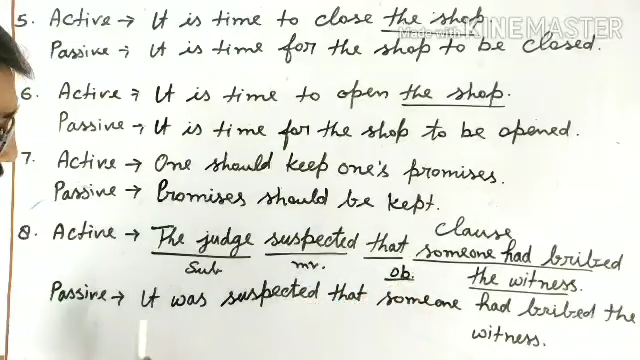 5. Active → It is time to close the shop
Made with KINEMASTER
Passive → It is time for the shop to be closed.
6. Active → It is time to open the shop.
Passive → It is time for the shop to be opened.
7. Active → One should keep one's promises.
Passive → Promises should be kept.
Clause
8. Active → The judge suspected that someone had bribed
Sub mv. ob. the witness.
Passive → It was suspected that someone had bribed the
witness.